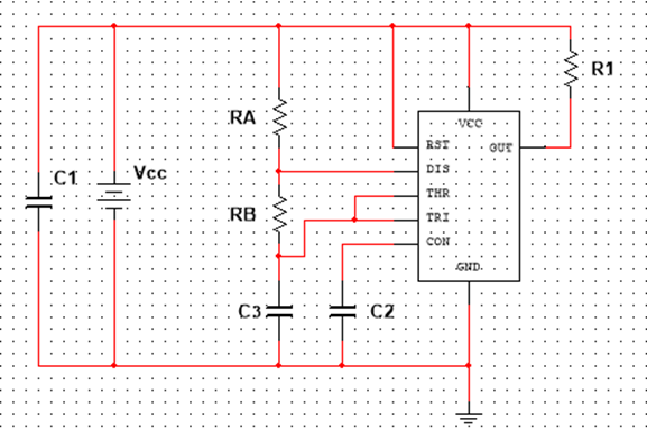 R1
RA
VCC
RST
OUT
C1
Vcc
DIS
THR
RB
TRI
CON
GND
C3
C2